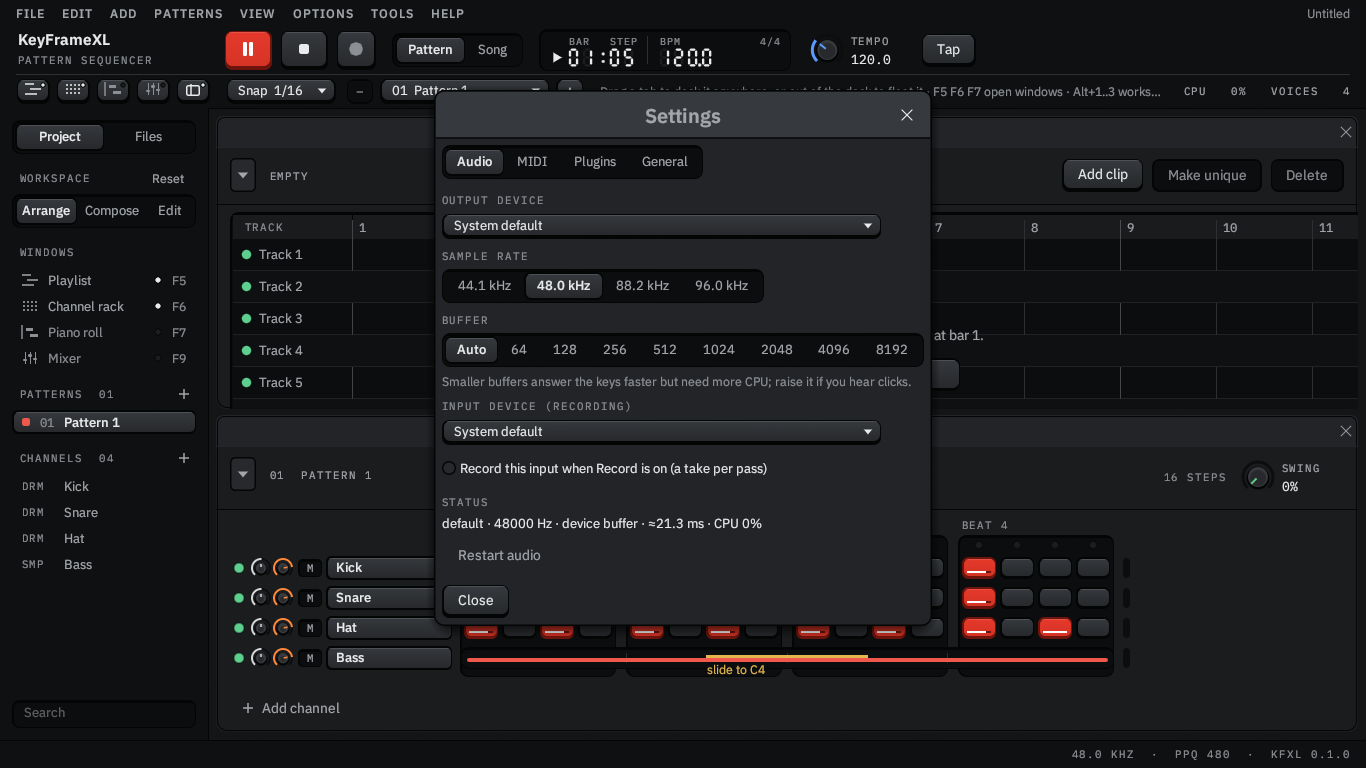 FILE EDIT ADD PATTERNS VIEW OPTIONS TOOLS HELP Untitled
KeyFrameXL
PATTERN SEQUENCER
Pattern Song
BAR STEP BPM 4/4
01:05 120.0
TEMPO
120.0
Tap
Snap 1/16
01 Pattern 1
F5 F6 F7 open windows · Alt+1..3 works...
CPU 0% VOICES 4
Project Files
WORKSPACE Reset
Arrange Compose Edit
WINDOWS
Playlist F5
Channel rack F6
Piano roll F7
Mixer F9
PATTERNS 01 +
01 Pattern 1
CHANNELS 04 +
DRM Kick
DRM Snare
DRM Hat
SMP Bass
Search
EMPTY
Add clip Make unique Delete
TRACK 1 7 8 9 10 11
Track 1
Track 2
Track 3
Track 4
Track 5
at bar 1.
Settings
Audio MIDI Plugins General
OUTPUT DEVICE
System default
SAMPLE RATE
44.1 kHz 48.0 kHz 88.2 kHz 96.0 kHz
BUFFER
Auto 64 128 256 512 1024 2048 4096 8192
Smaller buffers answer the keys faster but need more CPU; raise it if you hear clicks.
INPUT DEVICE (RECORDING)
System default
Record this input when Record is on (a take per pass)
STATUS
default · 48000 Hz · device buffer · ≈21.3 ms · CPU 0%
Restart audio
Close
01 PATTERN 1
16 STEPS
SWING
0%
BEAT 4
M Kick
M Snare
M Hat
M Bass
slide to C4
+ Add channel
48.0 KHZ · PPQ 480 · KFXL 0.1.0